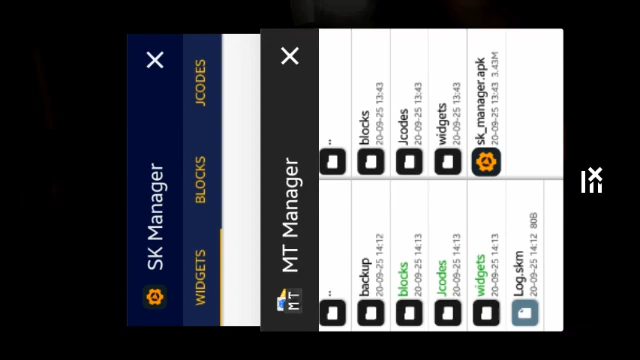 SK Manager
WIDGETS BLOCKS JCODES
MT Manager
MT
..
backup
20-09-25 14:12
blocks
20-09-25 14:13
Jcodes
20-09-25 14:13
widgets
20-09-25 14:13
Log.skm
20-09-25 14:12 80B
..
blocks
20-09-25 13:43
Jcodes
20-09-25 13:43
widgets
20-09-25 13:43
sk_manager.apk
20-09-25 13:43 3.43M